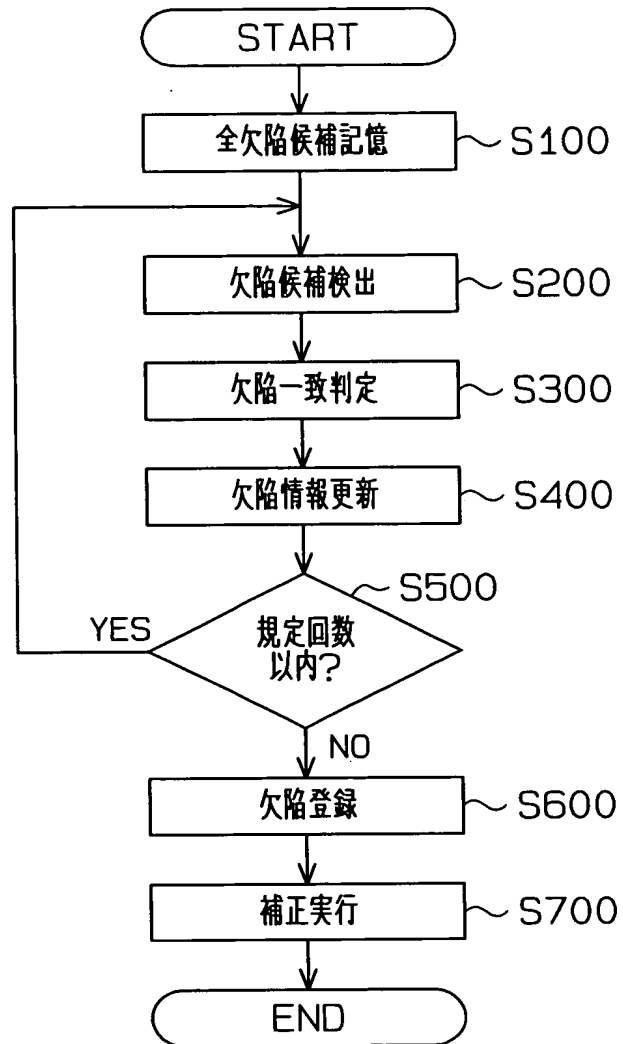 START
全欠陥候補記憶
S100
欠陥候補検出
S200
欠陥一致判定
S300
欠陥情報更新
S400
S500
規定回数
以内?
YES
NO
欠陥登録
S600
補正実行
S700
END